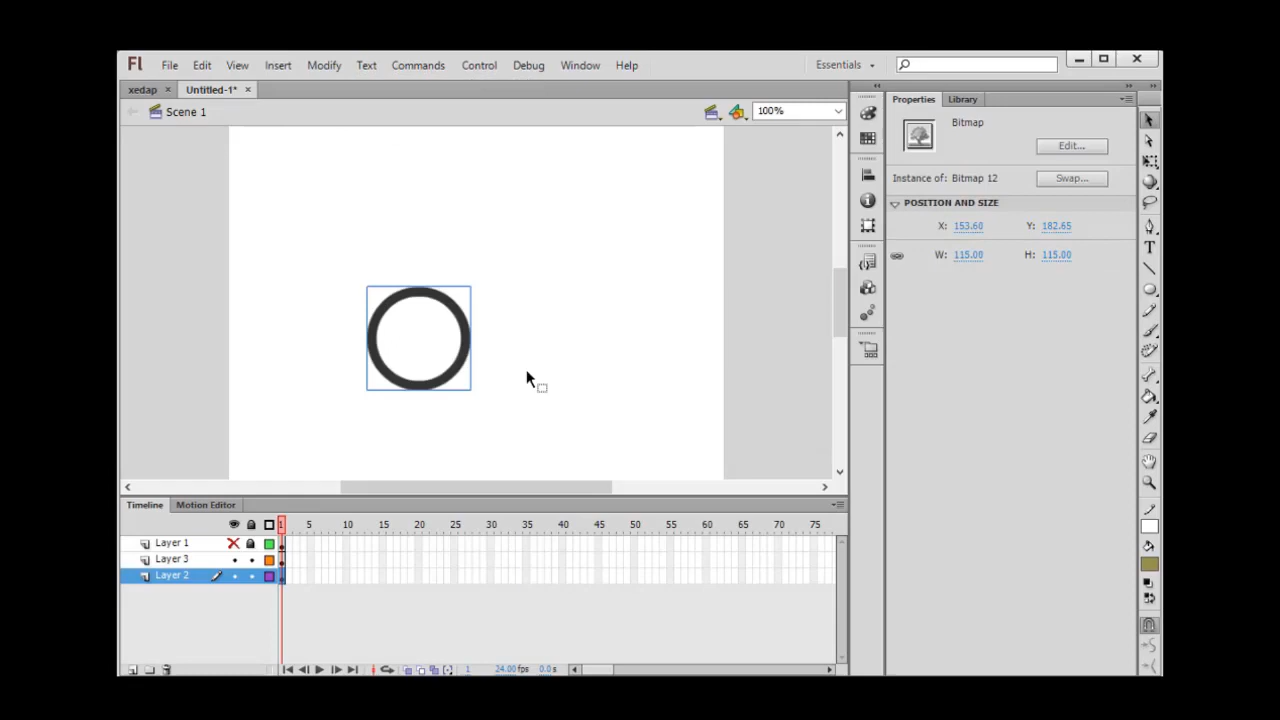 Fl File Edit View Insert Modify Text Commands Control Debug Window Help Essentials
xedap × Untitled-1* ×
Scene 1 100%
Properties Library
Bitmap
Edit...
Instance of: Bitmap 12 Swap...
POSITION AND SIZE
X: 153.60 Y: 182.65
W: 115.00 H: 115.00
Timeline Motion Editor
1 5 10 15 20 25 30 35 40 45 50 55 60 65 70 75
Layer 1
Layer 3
Layer 2
1 24.00 fps 0.0 s